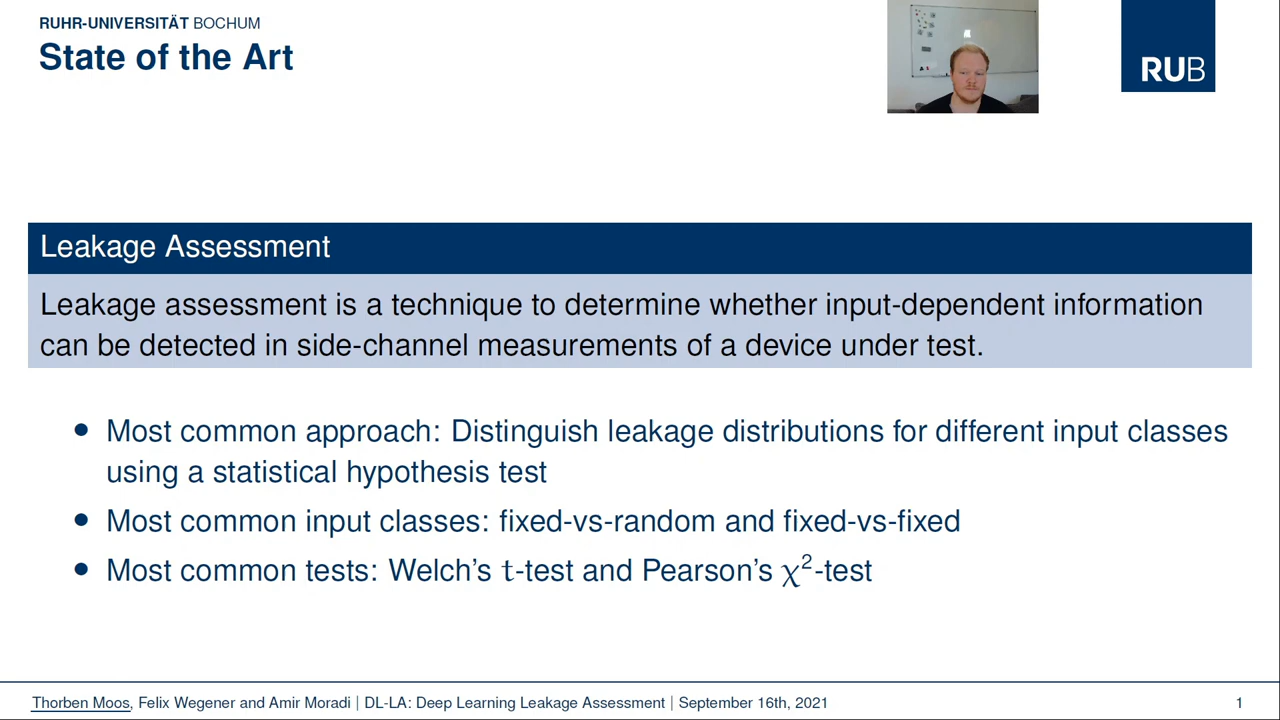 RUHR-UNIVERSITÄT BOCHUM
State of the Art
RUB
Leakage Assessment
Leakage assessment is a technique to determine whether input-dependent information
can be detected in side-channel measurements of a device under test.
• Most common approach: Distinguish leakage distributions for different input classes
using a statistical hypothesis test
• Most common input classes: fixed-vs-random and fixed-vs-fixed
• Most common tests: Welch's t-test and Pearson's χ²-test
Thorben Moos, Felix Wegener and Amir Moradi | DL-LA: Deep Learning Leakage Assessment | September 16th, 2021 1